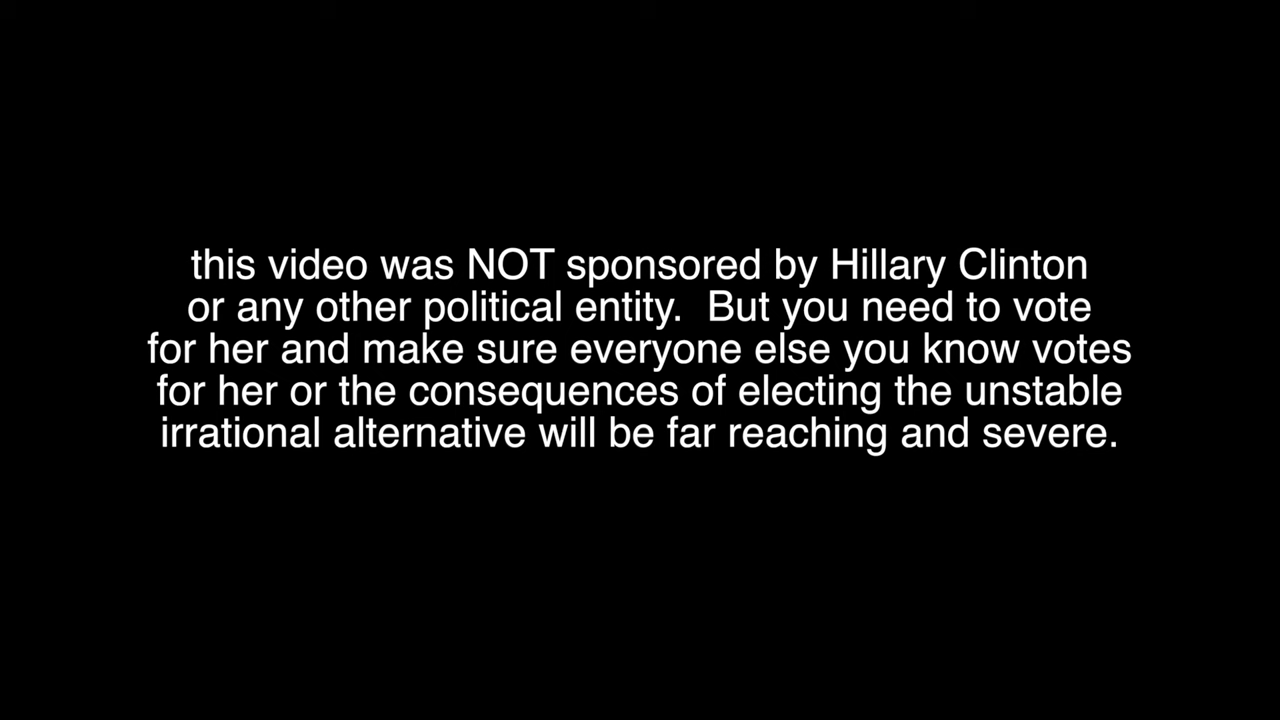 this video was NOT sponsored by Hillary Clinton
or any other political entity.  But you need to vote
for her and make sure everyone else you know votes
for her or the consequences of electing the unstable
irrational alternative will be far reaching and severe.